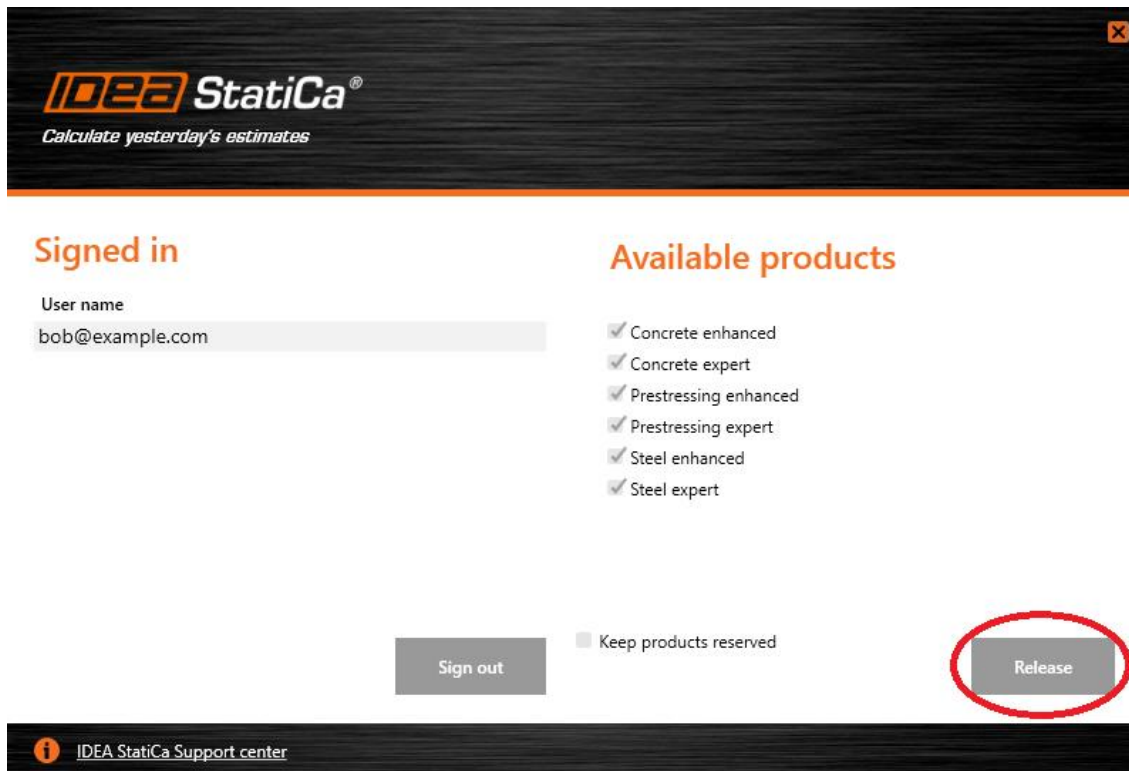 IDEA StatiCa®
Calculate yesterday's estimates
Signed in
User name
bob@example.com
Sign out
Available products
Concrete enhanced
Concrete expert
Prestressing enhanced
Prestressing expert
Steel enhanced
Steel expert
Keep products reserved
Release
IDEA StatiCa Support center